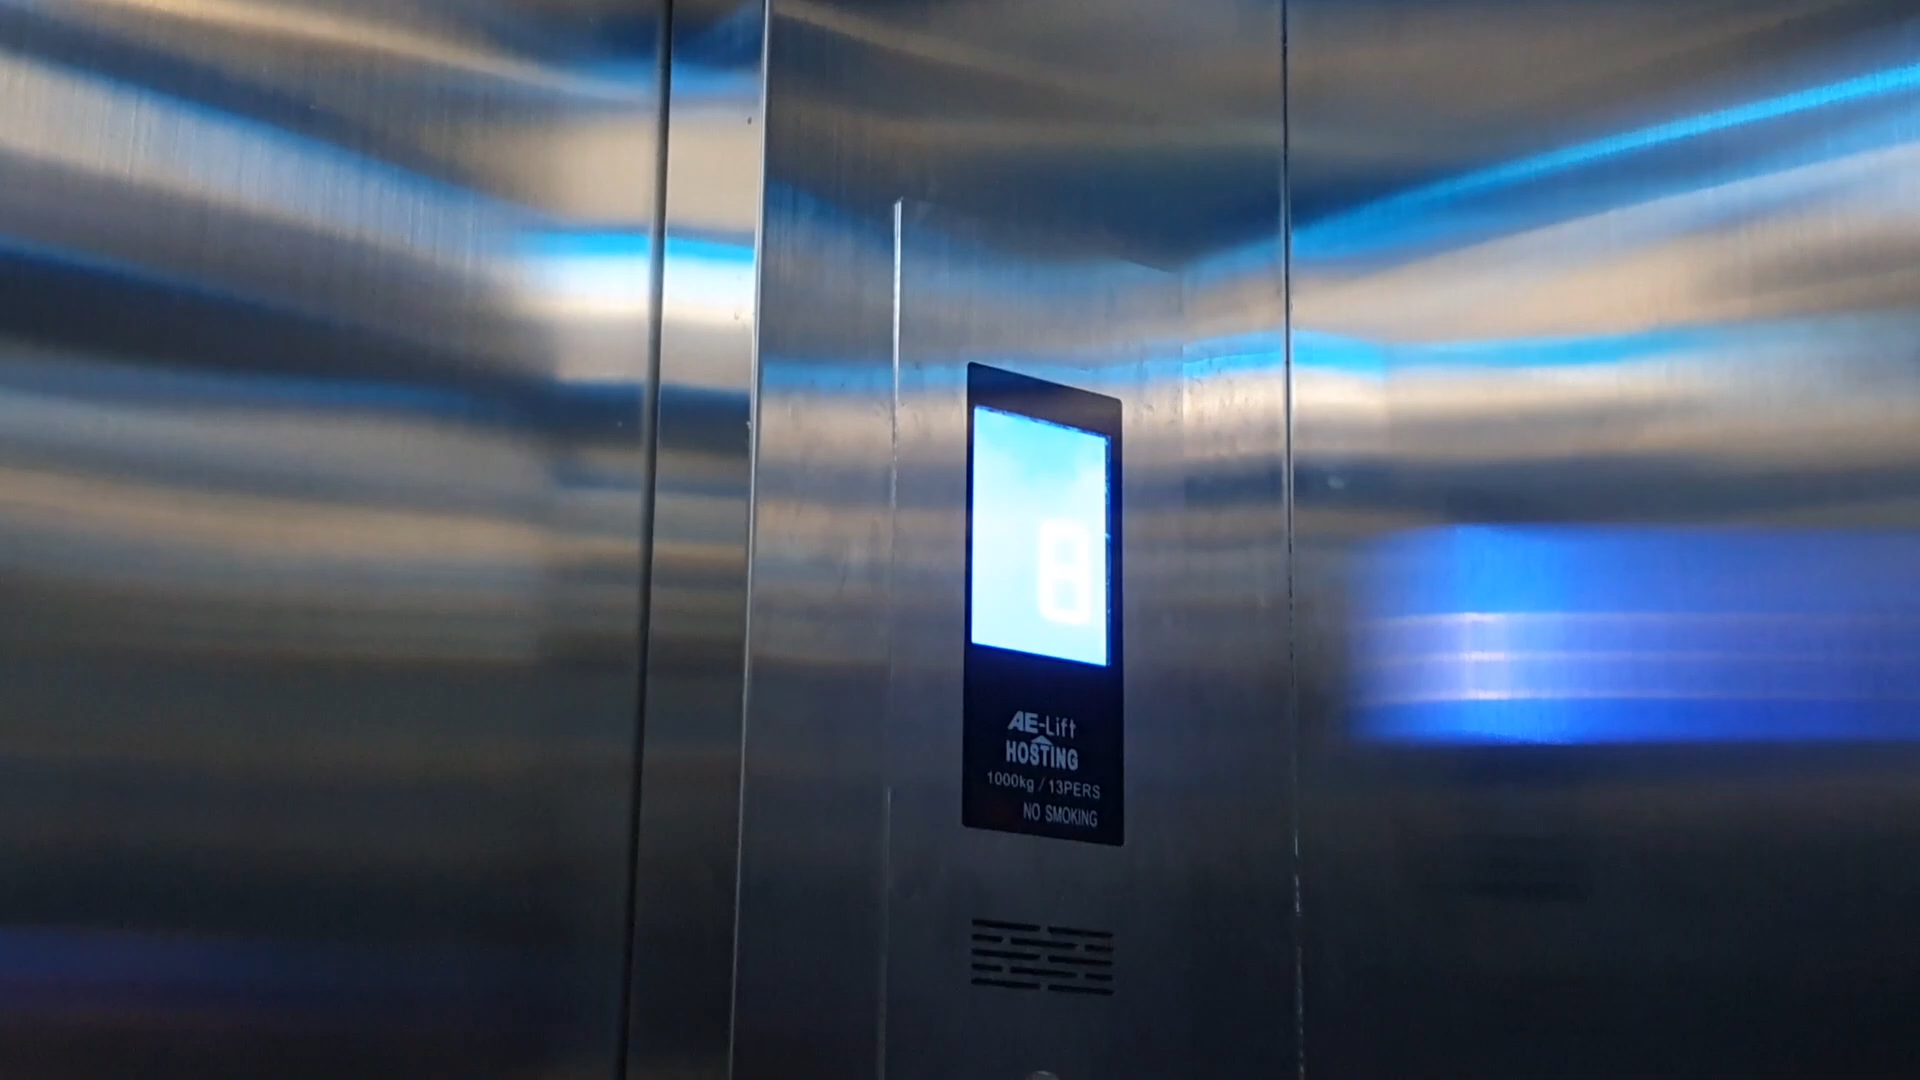 8
AE-Lift
HOSTING
1000kg / 13PERS
NO SMOKING